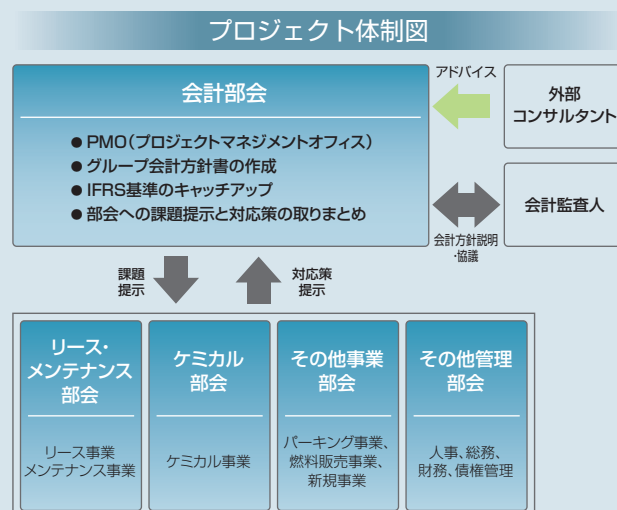 プロジェクト体制図
会計部会
● PMO(プロジェクトマネジメントオフィス)
● グループ会計方針書の作成
● IFRS基準のキャッチアップ
● 部会への課題提示と対応策の取りまとめ
アドバイス
外部
コンサルタント
会計監査人
会計方針説明
・協議
課題
提示
対応策
提示
リース・
メンテナンス
部会
リース事業
メンテナンス事業
ケミカル
部会
ケミカル事業
その他事業
部会
パーキング事業、
燃料販売事業、
新規事業
その他管理
部会
人事、総務、
財務、債権管理